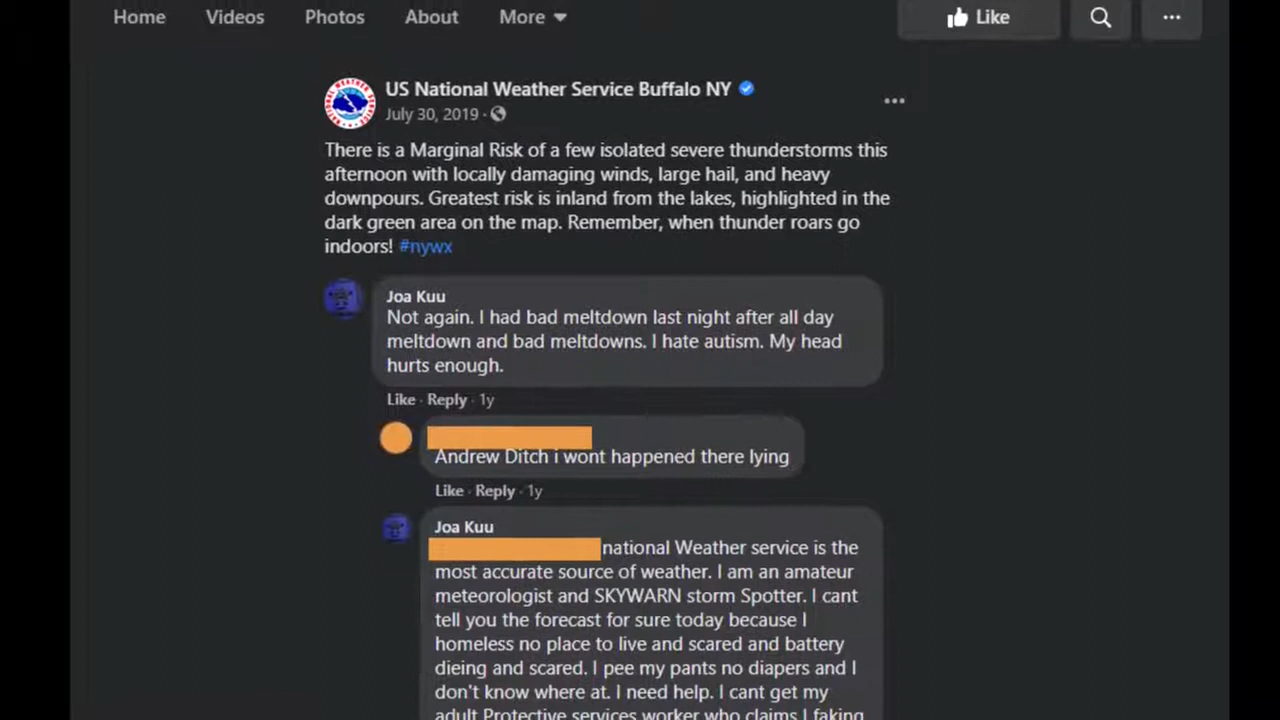 Home Videos Photos About More Like
US National Weather Service Buffalo NY
July 30, 2019 ·
There is a Marginal Risk of a few isolated severe thunderstorms this
afternoon with locally damaging winds, large hail, and heavy
downpours. Greatest risk is inland from the lakes, highlighted in the
dark green area on the map. Remember, when thunder roars go
indoors! #nywx
Joa Kuu
Not again. I had bad meltdown last night after all day
meltdown and bad meltdowns. I hate autism. My head
hurts enough.
Like · Reply · 1y
Andrew Ditch i wont happened there lying
Like · Reply · 1y
Joa Kuu
national Weather service is the
most accurate source of weather. I am an amateur
meteorologist and SKYWARN storm Spotter. I cant
tell you the forecast for sure today because I
homeless no place to live and scared and battery
dieing and scared. I pee my pants no diapers and I
don't know where at. I need help. I cant get my
adult Protective services worker who claims I faking